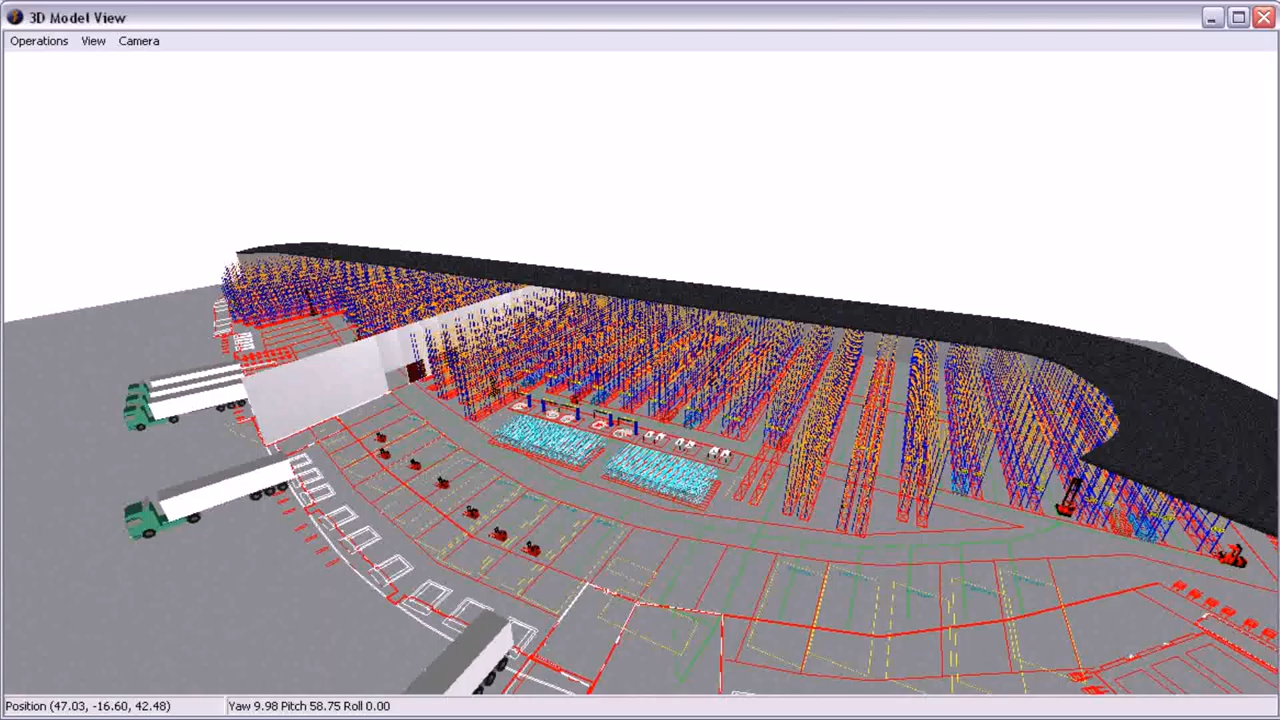 3D Model View
Operations View Camera
Position (47.03, -16.60, 42.48) Yaw 9.98 Pitch 58.75 Roll 0.00